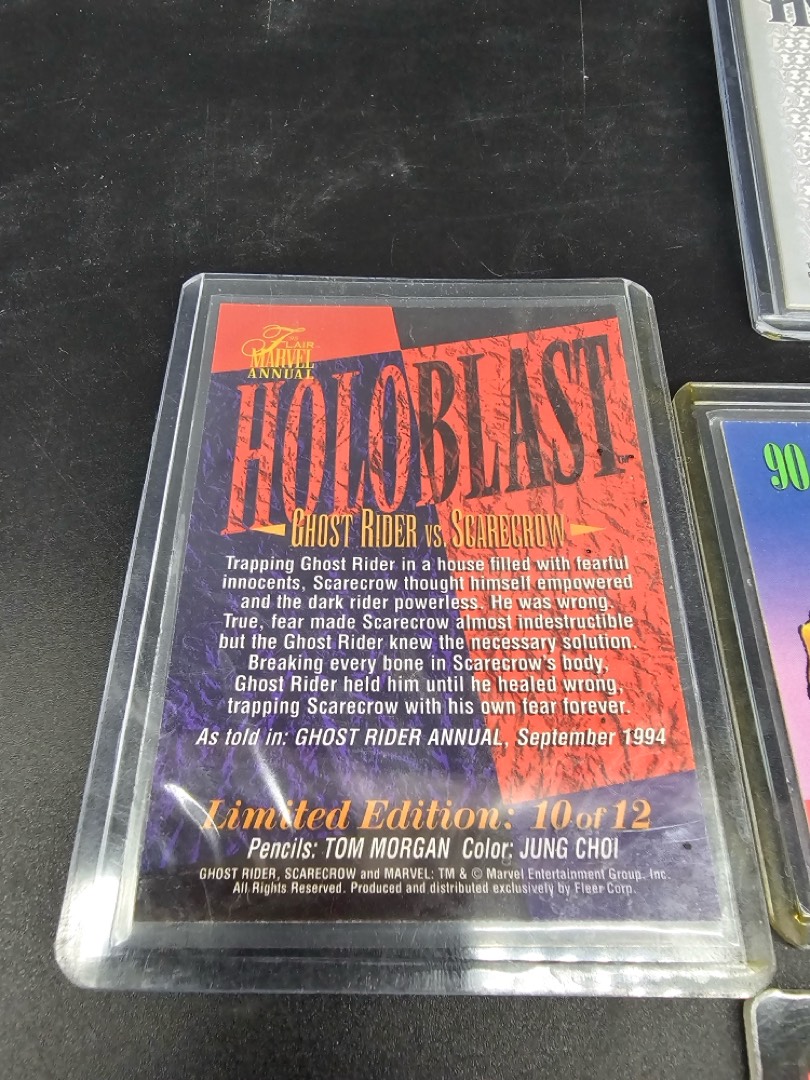 FLAIR
MARVEL
ANNUAL
HOLOBLAST™
GHOST RIDER VS. SCARECROW
Trapping Ghost Rider in a house filled with fearful
innocents, Scarecrow thought himself empowered
and the dark rider powerless. He was wrong.
True, fear made Scarecrow almost indestructible
but the Ghost Rider knew the necessary solution.
Breaking every bone in Scarecrow's body,
Ghost Rider held him until he healed wrong,
trapping Scarecrow with his own fear forever.
As told in: GHOST RIDER ANNUAL, September 1994
Limited Edition: 10 of 12
Pencils: TOM MORGAN Color: JUNG CHOI
GHOST RIDER, SCARECROW and MARVEL: TM & © Marvel Entertainment Group, Inc.
All Rights Reserved. Produced and distributed exclusively by Fleer Corp.
90